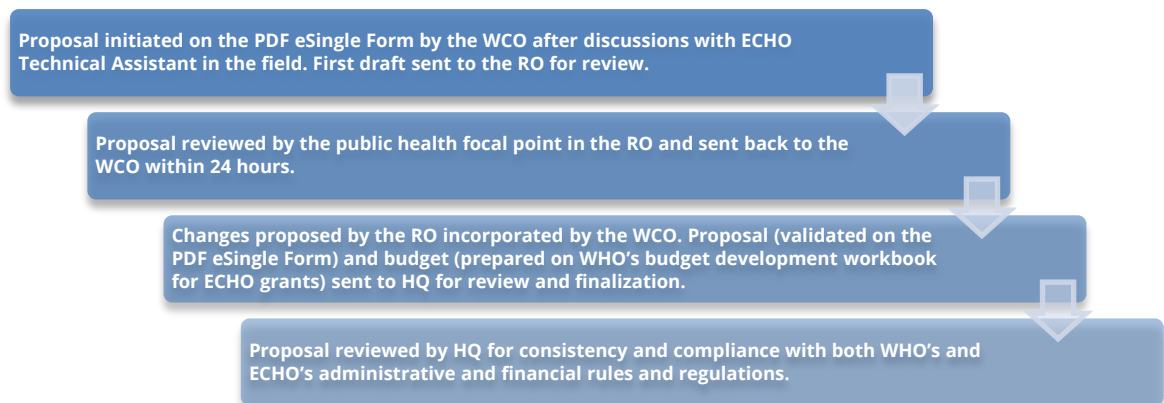 Proposal initiated on the PDF eSingle Form by the WCO after discussions with ECHO
Technical Assistant in the field. First draft sent to the RO for review.
Proposal reviewed by the public health focal point in the RO and sent back to the
WCO within 24 hours.
Changes proposed by the RO incorporated by the WCO. Proposal (validated on the
PDF eSingle Form) and budget (prepared on WHO’s budget development workbook
for ECHO grants) sent to HQ for review and finalization.
Proposal reviewed by HQ for consistency and compliance with both WHO’s and
ECHO’s administrative and financial rules and regulations.